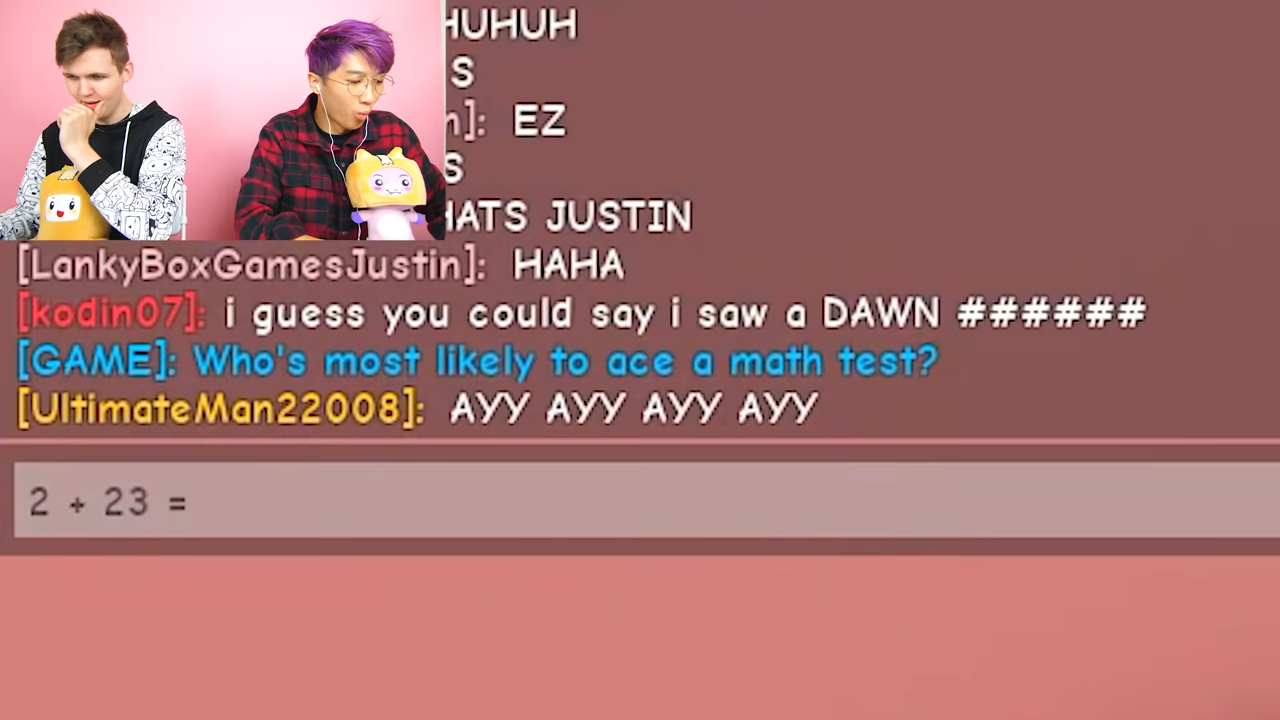 HUHUH
S
]: EZ
S
HATS JUSTIN
[LankyBoxGamesJustin]: HAHA
[kodin07]: i guess you could say i saw a DAWN ######
[GAME]: Who's most likely to ace a math test?
[UltimateMan22008]: AYY AYY AYY AYY
2 + 23 =